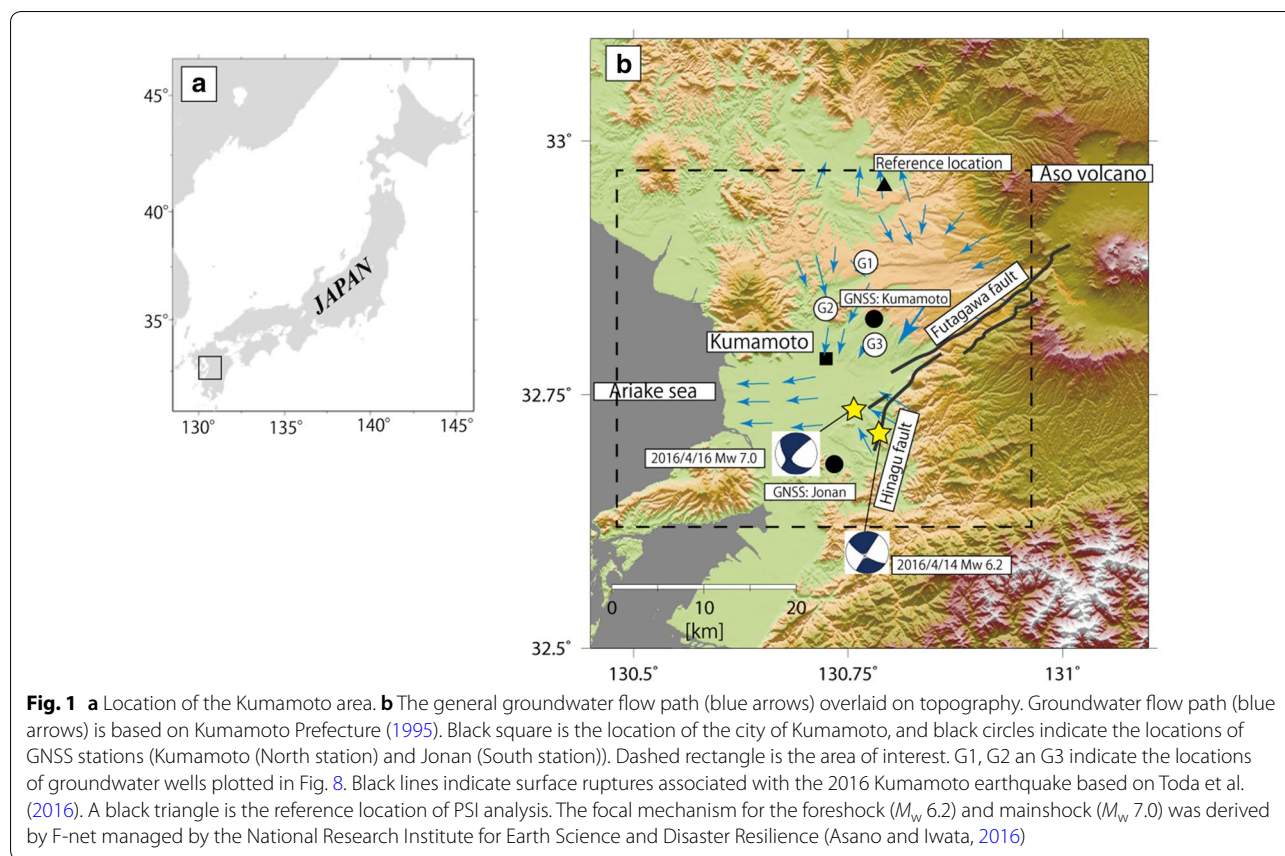 a
45°
40°
35°
130°
135°
140°
145°
JAPAN
b
33°
32.75°
32.5°
130.5°
130.75°
131°
Reference location
Aso volcano
G1
GNSS: Kumamoto
G2
G3
Futagawa fault
Kumamoto
Ariake sea
2016/4/16 Mw 7.0
GNSS: Jonan
Hinagu fault
2016/4/14 Mw 6.2
0 10 20
[km]
Fig. 1 a Location of the Kumamoto area. b The general groundwater flow path (blue arrows) overlaid on topography. Groundwater flow path (blue
arrows) is based on Kumamoto Prefecture (1995). Black square is the location of the city of Kumamoto, and black circles indicate the locations of
GNSS stations (Kumamoto (North station) and Jonan (South station)). Dashed rectangle is the area of interest. G1, G2 an G3 indicate the locations
of groundwater wells plotted in Fig. 8. Black lines indicate surface ruptures associated with the 2016 Kumamoto earthquake based on Toda et al.
(2016). A black triangle is the reference location of PSI analysis. The focal mechanism for the foreshock (Mw 6.2) and mainshock (Mw 7.0) was derived
by F-net managed by the National Research Institute for Earth Science and Disaster Resilience (Asano and Iwata, 2016)